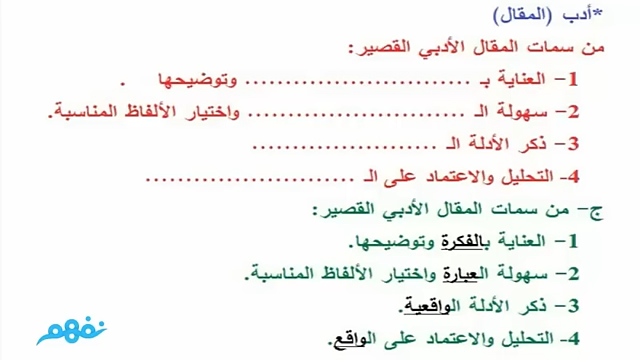 *أدب (المقال)
من سمات المقال الأدبي القصير:
1- العناية بـ ............................ وتوضيحها .
2- سهولة الـ ........................... واختيار الألفاظ المناسبة.
3- ذكر الأدلة الـ .......................
4- التحليل والاعتماد على الـ ..........................
ج- من سمات المقال الأدبي القصير:
1- العناية بالفكرة وتوضيحها.
2- سهولة العبارة واختيار الألفاظ المناسبة.
3- ذكر الأدلة الواقعية.
4- التحليل والاعتماد على الواقع.
نفهم